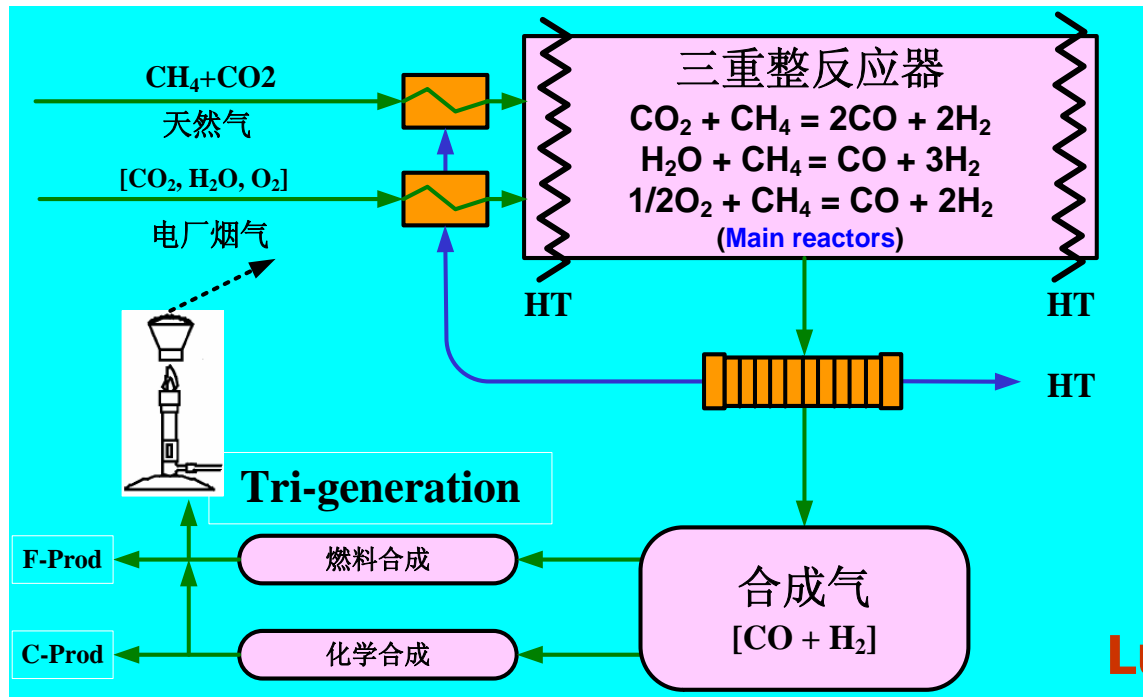 CH₄+CO2
天然气
[CO₂, H₂O, O₂]
电厂烟气
三重整反应器
CO₂ + CH₄ = 2CO + 2H₂
H₂O + CH₄ = CO + 3H₂
1/2O₂ + CH₄ = CO + 2H₂
(Main reactors)
HT
HT
HT
Tri-generation
F-Prod
燃料合成
C-Prod
化学合成
合成气
[CO + H₂]